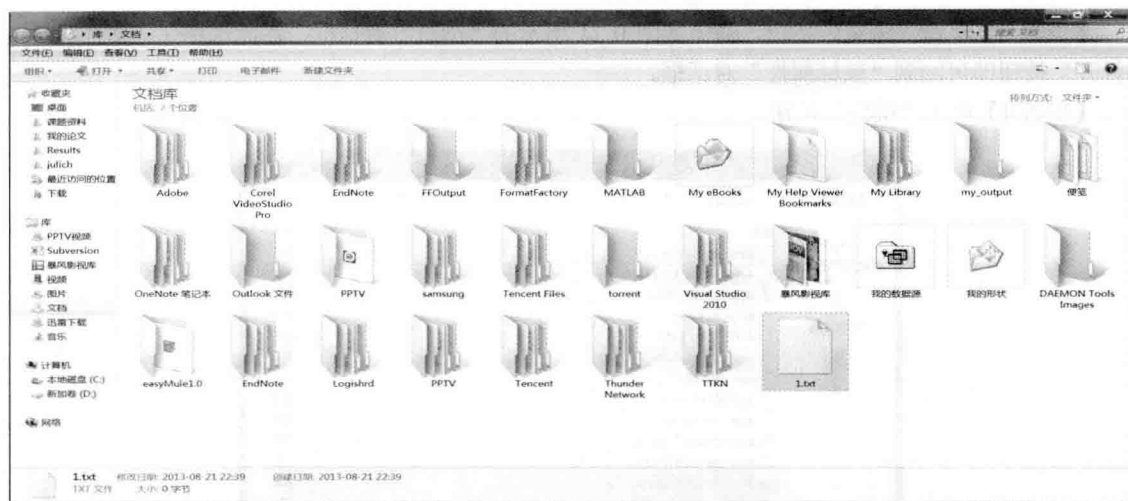 库 ▸ 文档 ▸
搜索 文档
文件(F) 编辑(E) 查看(V) 工具(T) 帮助(H)
组织 打开 共享 打印 电子邮件 新建文件夹
收藏夹
桌面
课题资料
我的论文
Results
julich
最近访问的位置
下载
库
PPTV视频
Subversion
暴风影视库
视频
图片
文档
迅雷下载
音乐
计算机
本地磁盘 (C:)
新加卷 (D:)
网络
文档库
个位置
排列方式: 文件夹
Adobe
Corel VideoStudio Pro
EndNote
FFOutput
FormatFactory
MATLAB
My eBooks
My Help Viewer Bookmarks
My Library
my_output
便笺
OneNote 笔记本
Outlook 文件
PPTV
samsung
Tencent Files
torrent
Visual Studio 2010
暴风影视库
我的数据源
我的形状
DAEMON Tools Images
easyMule1.0
EndNote
Logishrd
PPTV
Tencent
Thunder Network
TTKN
1.txt
1.txt 修改日期: 2013-08-21 22:39 创建日期: 2013-08-21 22:39
TXT 文件 大小: 0 字节